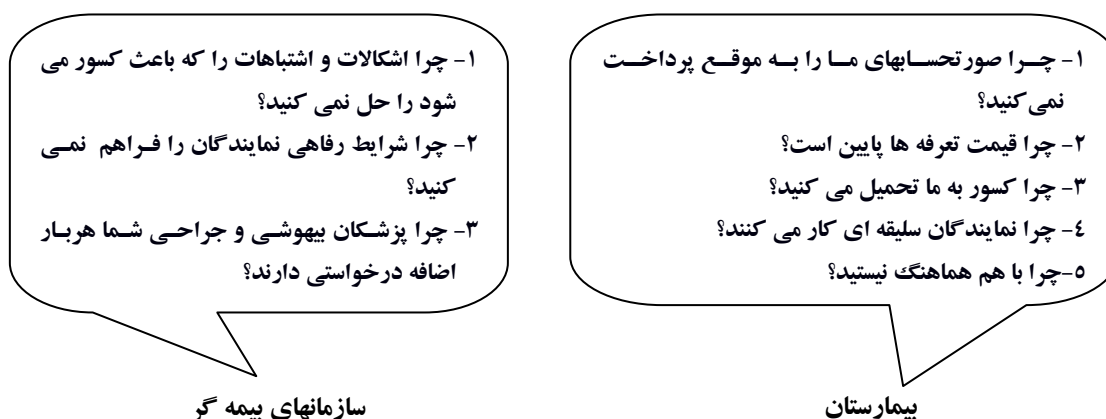 ۱- چرا صورتحسابهای ما را به موقع پرداخت
نمی کنید؟
۲- چرا قیمت تعرفه ها پایین است؟
۳- چرا کسور به ما تحمیل می کنید؟
٤- چرا نمایندگان سلیقه ای کار می کنند؟
٥-چرا با هم هماهنگ نیستید؟
بیمارستان
۱- چرا اشکالات و اشتباهات را که باعث کسور می
شود را حل نمی کنید؟
۲- چرا شرایط رفاهی نمایندگان را فراهم نمی
کنید؟
۳- چرا پزشکان بیهوشی و جراحی شما هربار
اضافه درخواستی دارند؟
سازمانهای بیمه گر